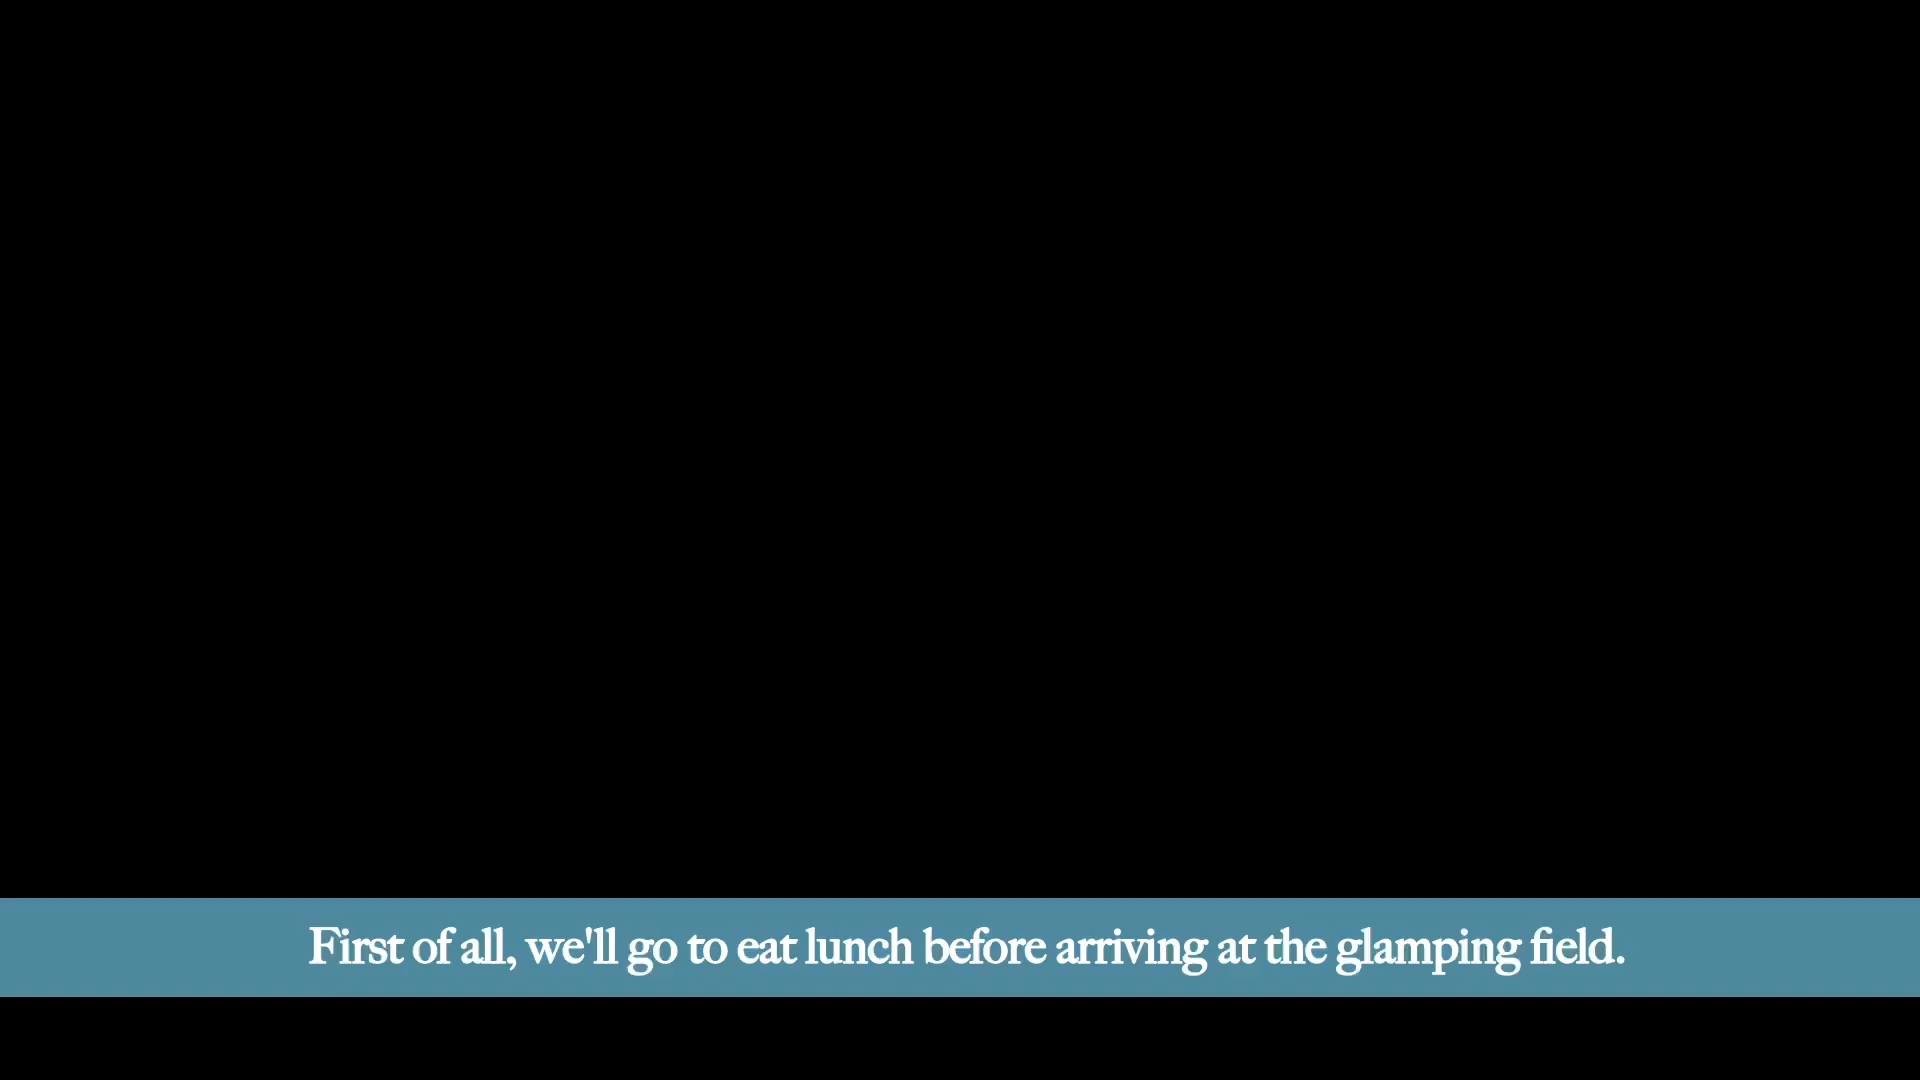 First of all, we'll go to eat lunch before arriving at the glamping field.